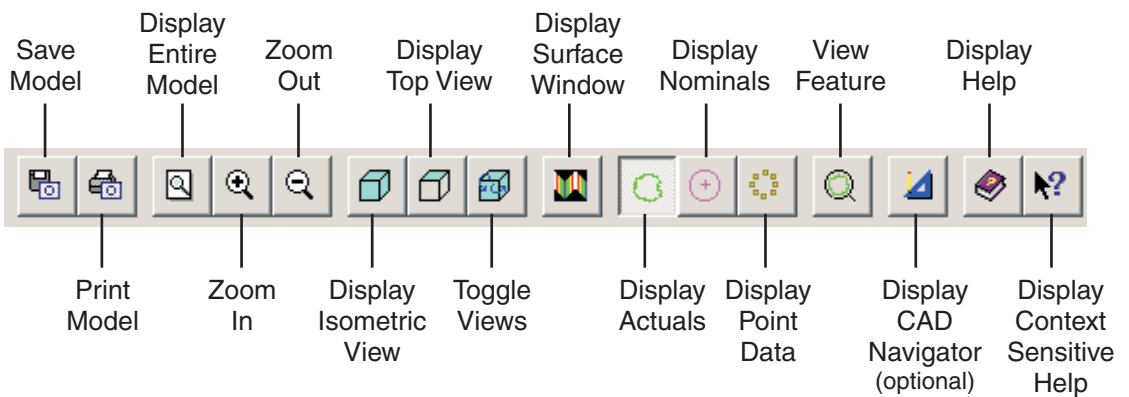 Save
Model
Display
Entire
Model
Zoom
Out
Display
Top View
Display
Surface
Window
Display
Nominals
View
Feature
Display
Help
?
Print
Model
Zoom
In
Display
Isometric
View
Toggle
Views
Display
Actuals
Display
Point
Data
Display
CAD
Navigator
(optional)
Display
Context
Sensitive
Help